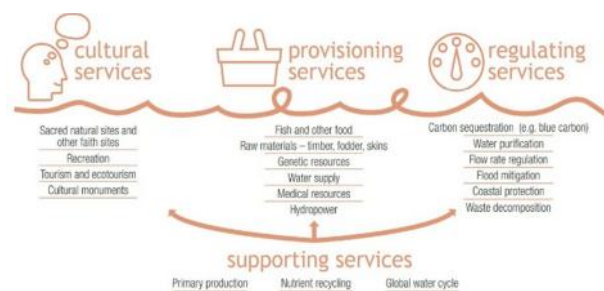 cultural
services
provisioning
services
regulating
services
Sacred natural sites and
other faith sites
Recreation
Tourism and ecotourism
Cultural monuments
Fish and other food
Raw materials – timber, fodder, skins
Genetic resources
Water supply
Medical resources
Hydropower
Carbon sequestration (e.g. blue carbon)
Water purification
Flow rate regulation
Flood mitigation
Coastal protection
Waste decomposition
supporting services
Primary production
Nutrient recycling
Global water cycle